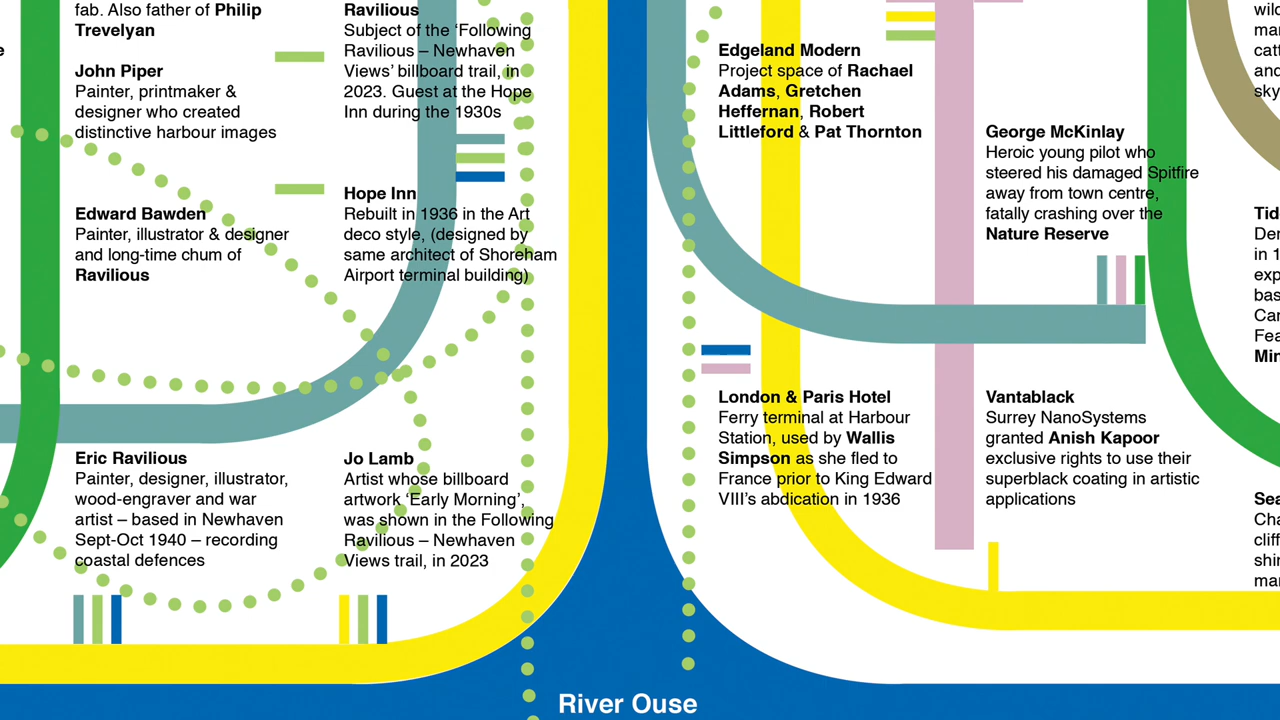 fab. Also father of Philip
Trevelyan
John Piper
Painter, printmaker &
designer who created
distinctive harbour images
Edward Bawden
Painter, illustrator & designer
and long-time chum of
Ravilious
Eric Ravilious
Painter, designer, illustrator,
wood-engraver and war
artist – based in Newhaven
Sept-Oct 1940 – recording
coastal defences
Ravilious
Subject of the ‘Following
Ravilious – Newhaven
Views’ billboard trail, in
2023. Guest at the Hope
Inn during the 1930s
Hope Inn
Rebuilt in 1936 in the Art
deco style, (designed by
same architect of Shoreham
Airport terminal building)
Jo Lamb
Artist whose billboard
artwork ‘Early Morning’,
was shown in the Following
Ravilious – Newhaven
Views trail, in 2023
Edgeland Modern
Project space of Rachael
Adams, Gretchen
Heffernan, Robert
Littleford & Pat Thornton
London & Paris Hotel
Ferry terminal at Harbour
Station, used by Wallis
Simpson as she fled to
France prior to King Edward
VIII’s abdication in 1936
George McKinlay
Heroic young pilot who
steered his damaged Spitfire
away from town centre,
fatally crashing over the
Nature Reserve
Vantablack
Surrey NanoSystems
granted Anish Kapoor
exclusive rights to use their
superblack coating in artistic
applications
River Ouse